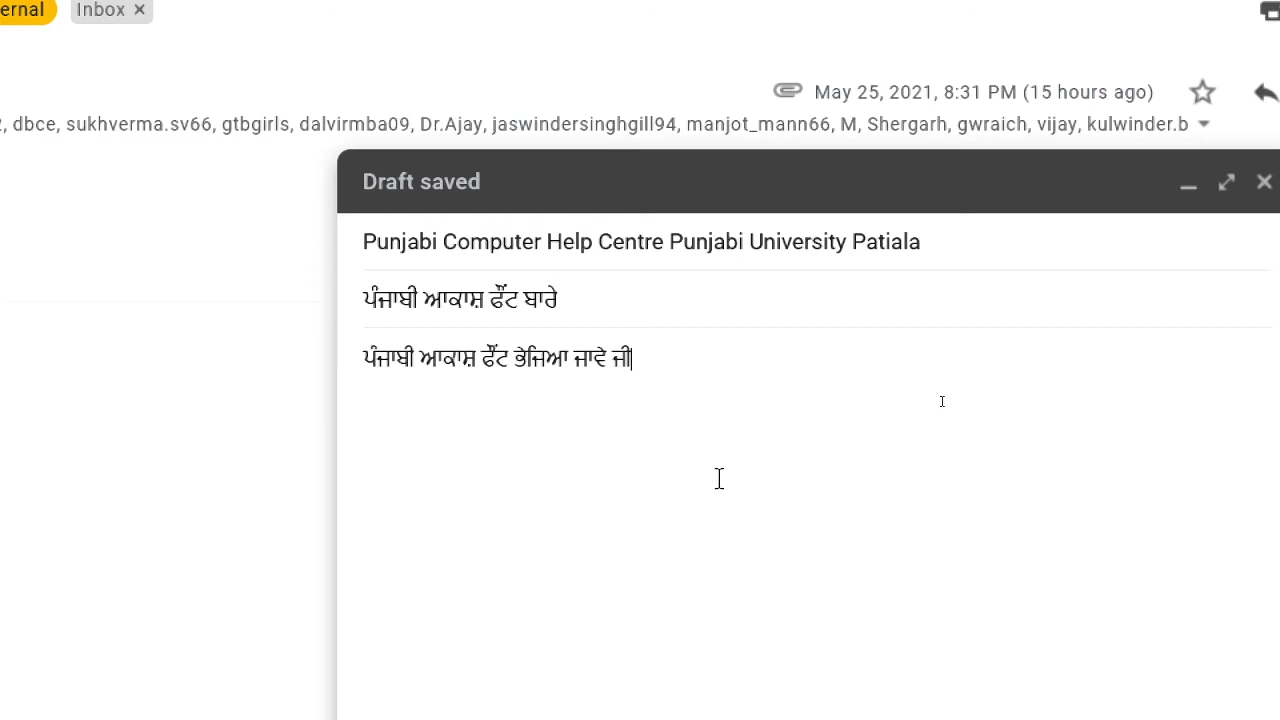 ernal Inbox ×
May 25, 2021, 8:31 PM (15 hours ago)
, dbce, sukhverma.sv66, gtbgirls, dalvirmba09, Dr.Ajay, jaswindersinghgill94, manjot_mann66, M, Shergarh, gwraich, vijay, kulwinder.b
Draft saved
Punjabi Computer Help Centre Punjabi University Patiala
ਪੰਜਾਬੀ ਆਕਾਸ਼ ਫੌਂਟ ਬਾਰੇ
ਪੰਜਾਬੀ ਆਕਾਸ਼ ਫੌਂਟ ਭੇਜਿਆ ਜਾਵੇ ਜੀ